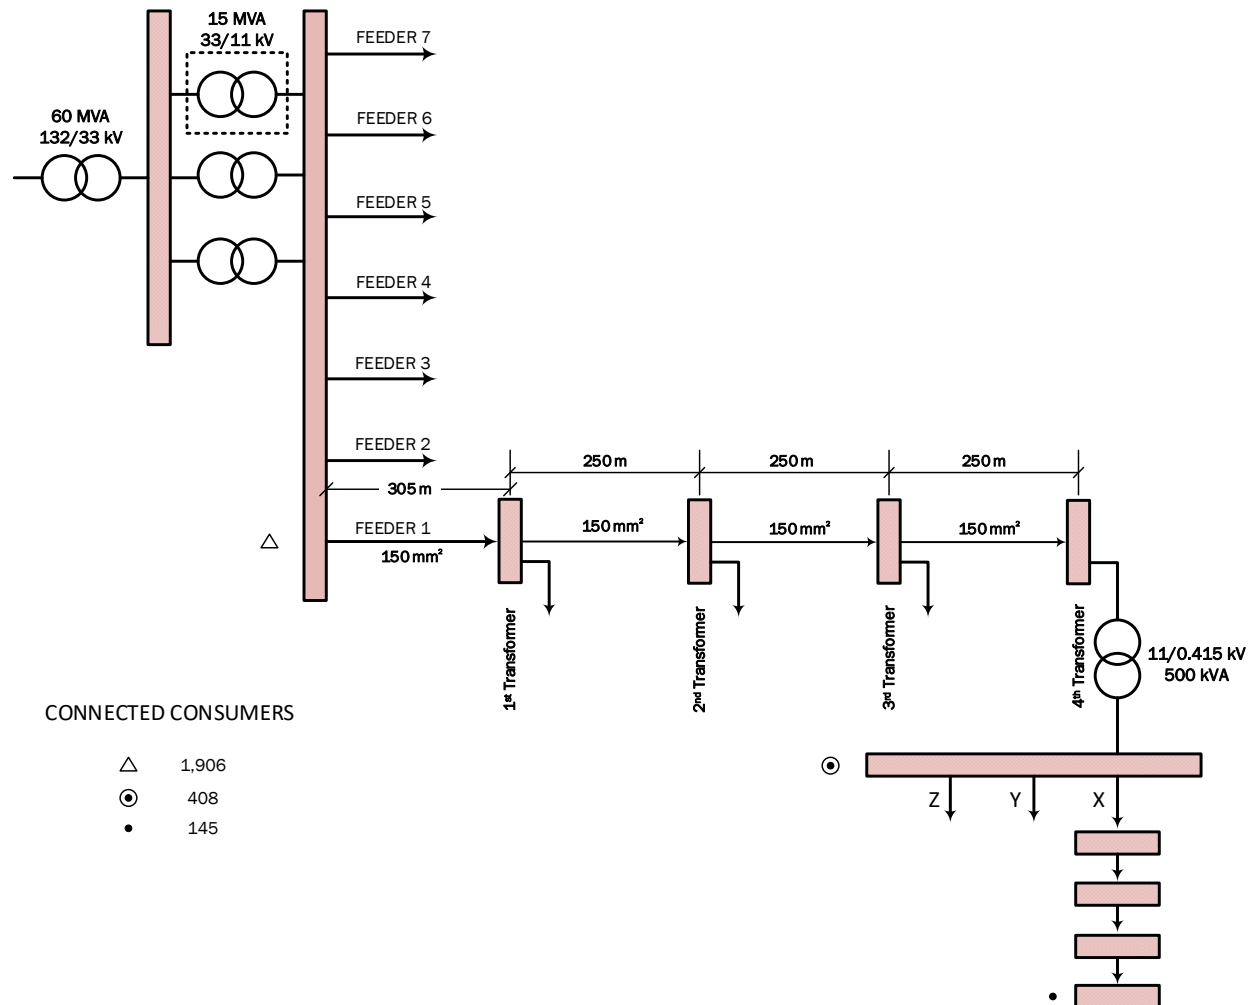 15 MVA
33/11 kV
60 MVA
132/33 kV
FEEDER 7
FEEDER 6
FEEDER 5
FEEDER 4
FEEDER 3
FEEDER 2
305 m
FEEDER 1
150 mm²
250 m
250 m
250 m
150 mm²
150 mm²
150 mm²
1st Transformer
2nd Transformer
3rd Transformer
4th Transformer
11/0.415 kV
500 kVA
Z
Y
X
CONNECTED CONSUMERS
1,906
408
145